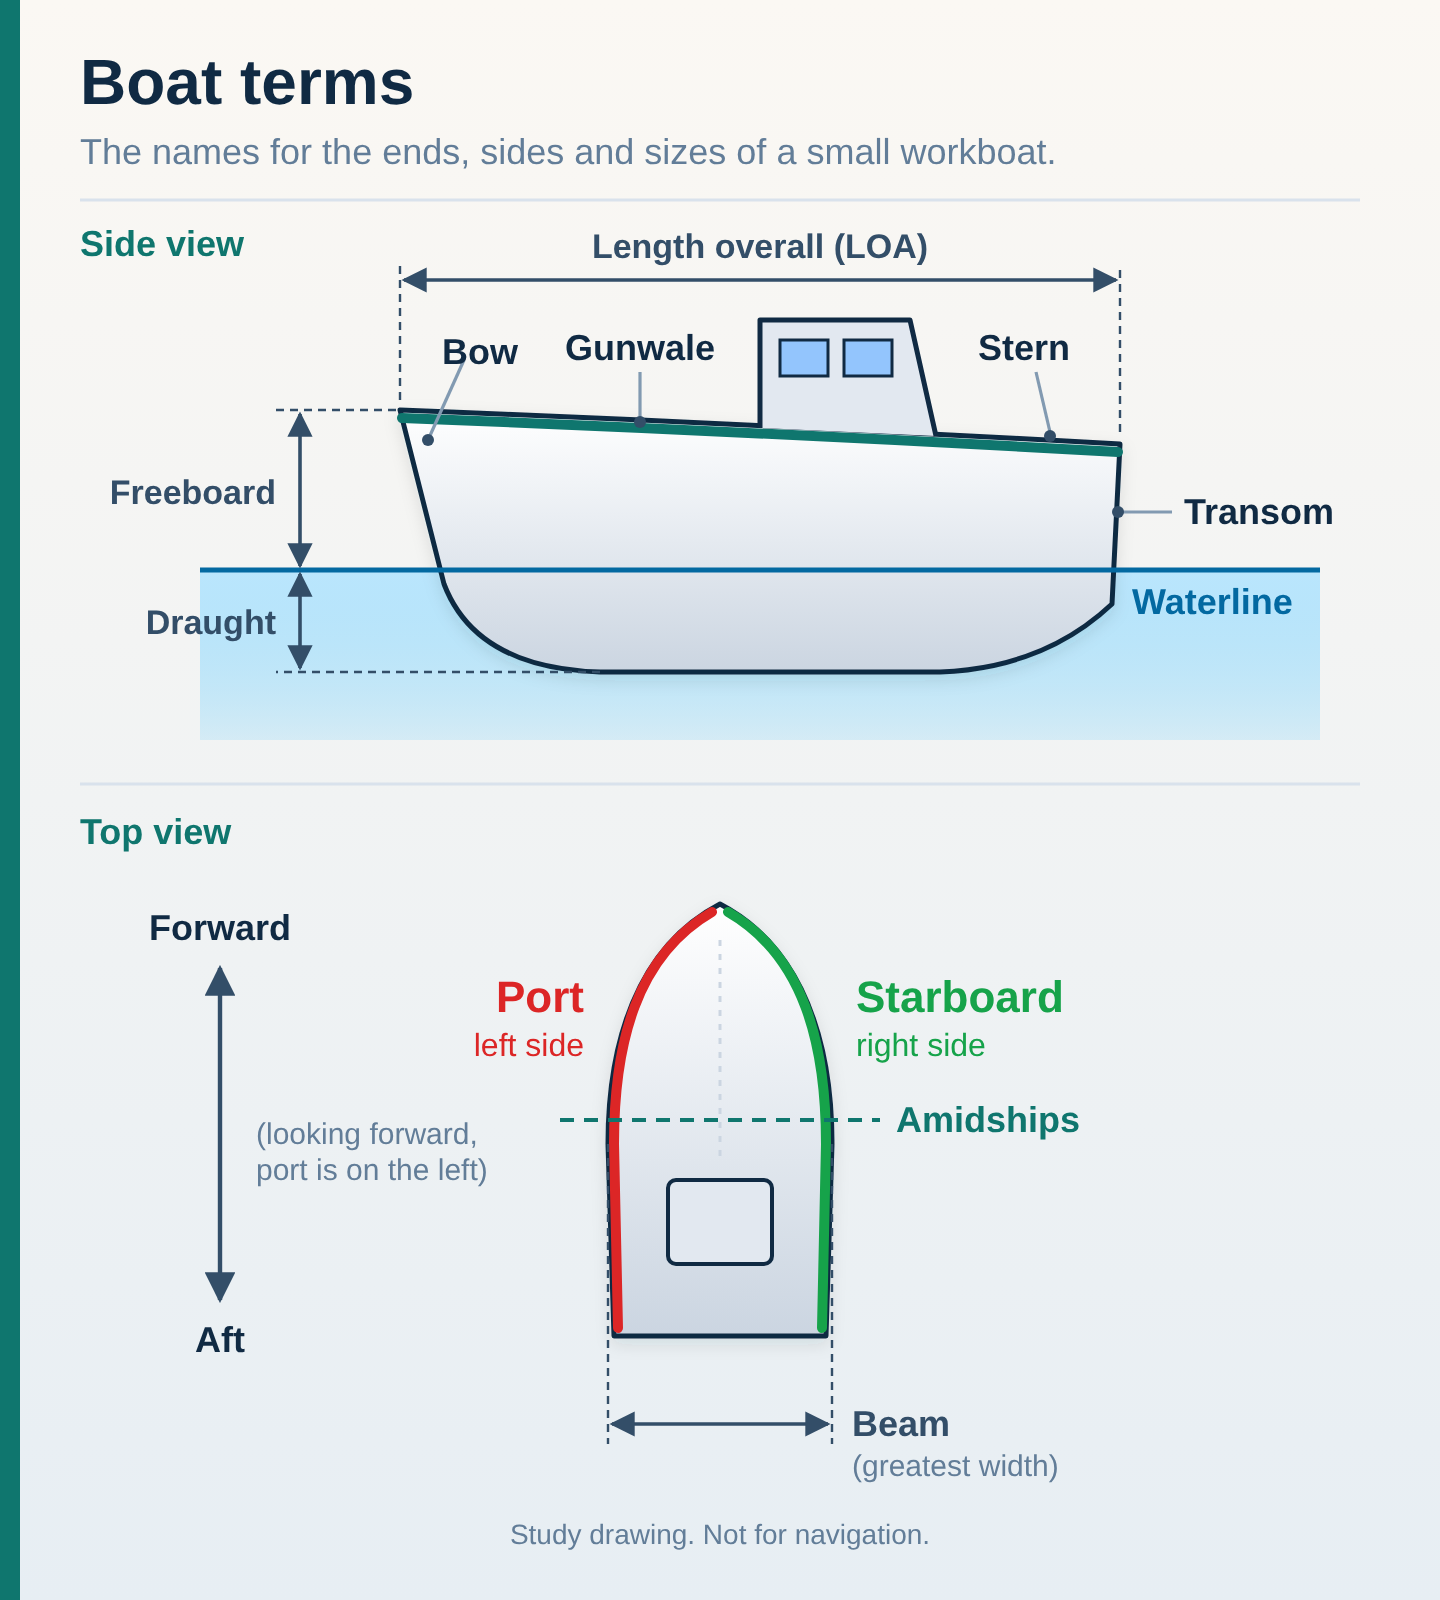 Boat terms
The names for the ends, sides and sizes of a small workboat.
Side view
Length overall (LOA)
Bow
Gunwale
Stern
Freeboard
Transom
Waterline
Draught
Top view
Forward
Port
left side
Starboard
right side
Amidships
(looking forward,
port is on the left)
Aft
Beam
(greatest width)
Study drawing. Not for navigation.